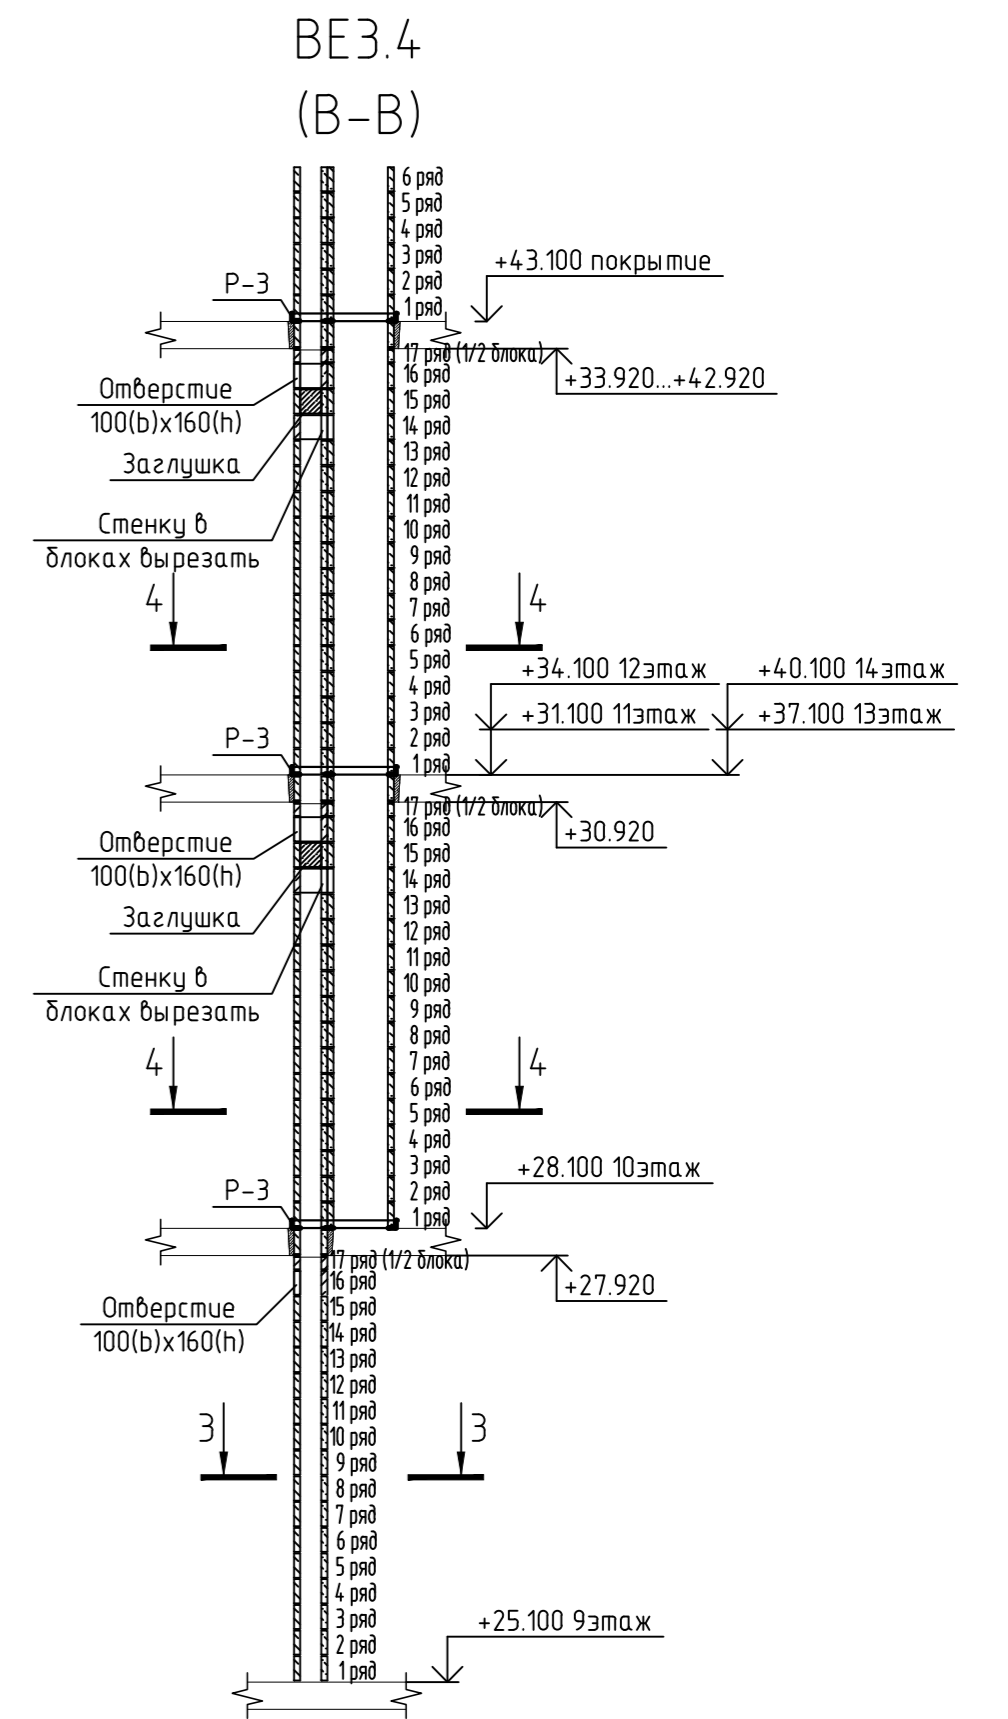 ВЕ3.4
(В-В)
6 ряд
5 ряд
4 ряд
3 ряд
2 ряд
1 ряд
+43.100 покрытие
Р-3
17 ряд (1/2 блока)
16 ряд
15 ряд
14 ряд
13 ряд
12 ряд
11 ряд
10 ряд
9 ряд
8 ряд
7 ряд
6 ряд
5 ряд
4 ряд
3 ряд
2 ряд
1 ряд
+33.920...+42.920
Отверстие
100(b)x160(h)
Заглушка
Стенку в
блоках вырезать
4
4
+34.100 12этаж
+40.100 14этаж
+31.100 11этаж
+37.100 13этаж
Р-3
17 ряд (1/2 блока)
16 ряд
15 ряд
14 ряд
13 ряд
12 ряд
11 ряд
10 ряд
9 ряд
8 ряд
7 ряд
6 ряд
5 ряд
4 ряд
3 ряд
2 ряд
1 ряд
+30.920
Отверстие
100(b)x160(h)
Заглушка
Стенку в
блоках вырезать
4
4
+28.100 10этаж
Р-3
17 ряд (1/2 блока)
16 ряд
15 ряд
14 ряд
13 ряд
12 ряд
11 ряд
10 ряд
9 ряд
8 ряд
7 ряд
6 ряд
5 ряд
4 ряд
3 ряд
2 ряд
1 ряд
+27.920
Отверстие
100(b)x160(h)
3
3
+25.100 9этаж